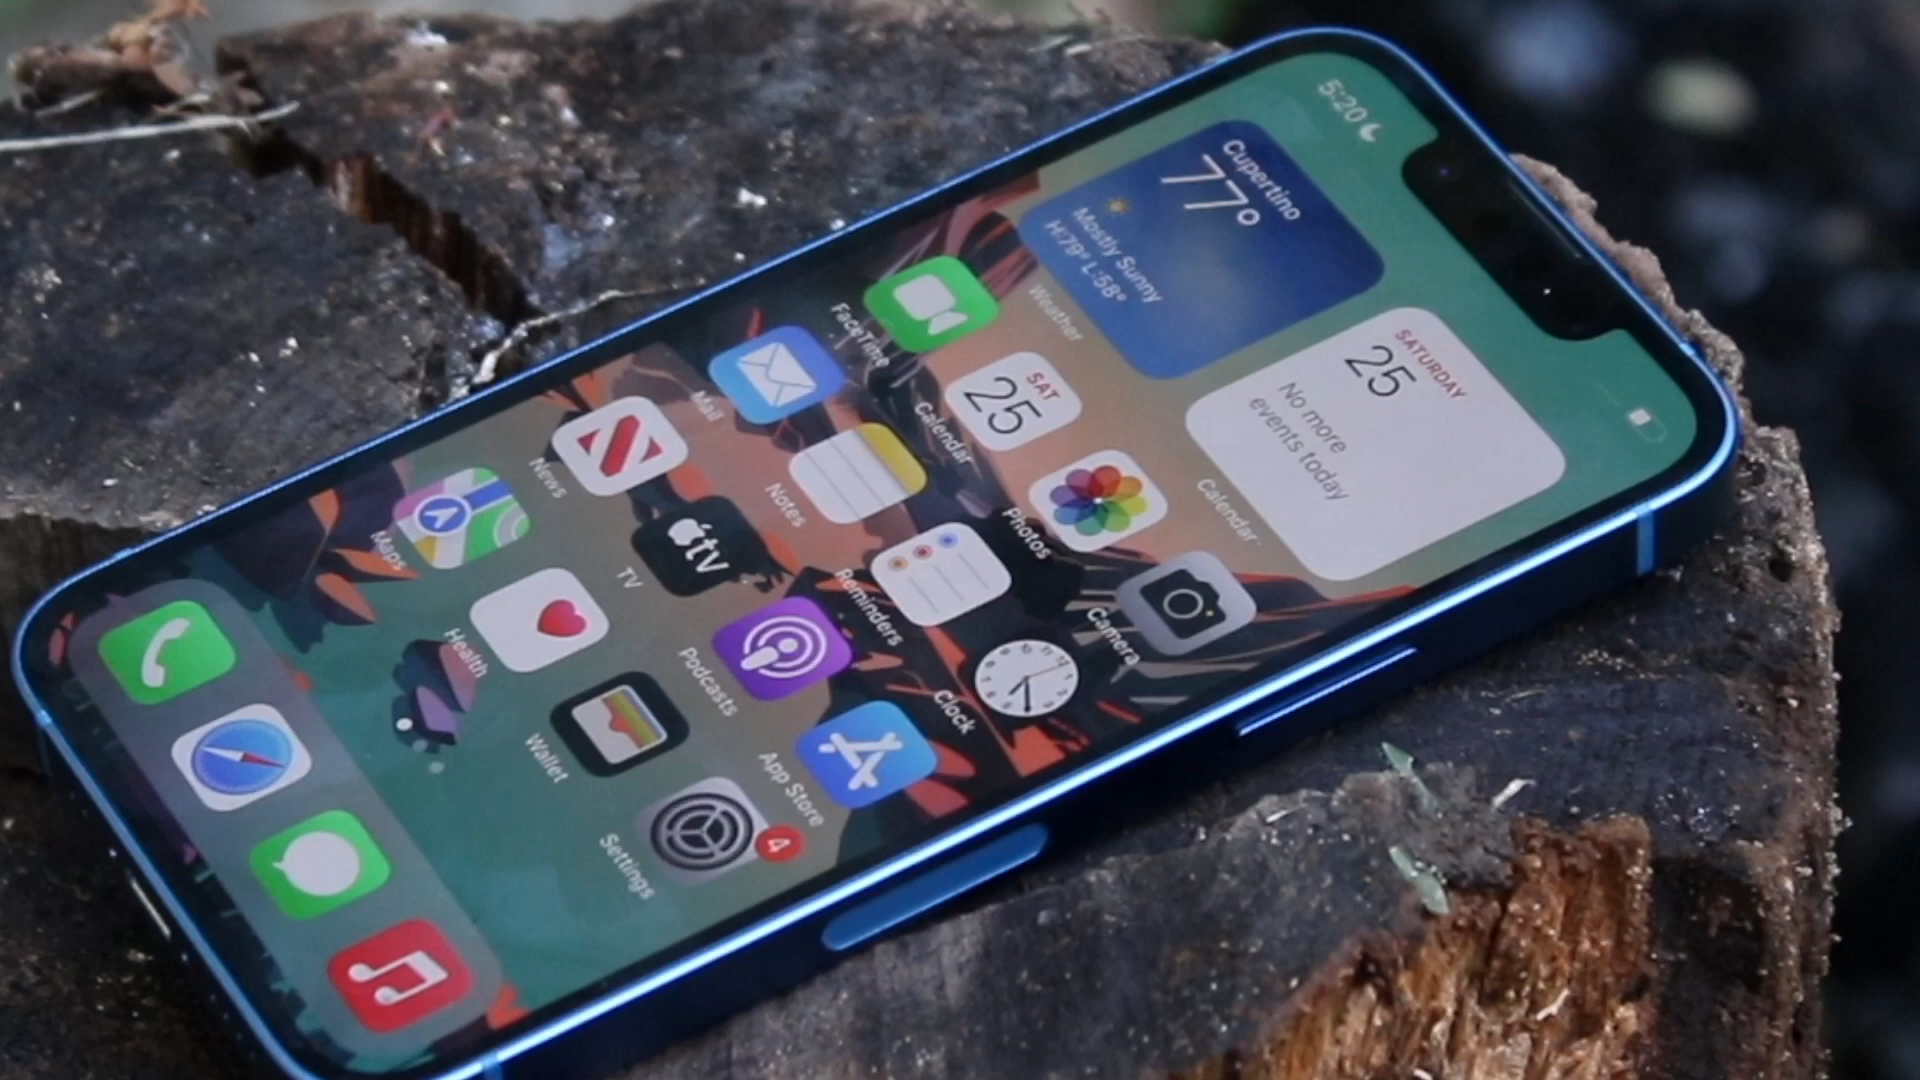 5:20
Cupertino
77°
Mostly Sunny
H:79° L:58°
Weather
SATURDAY
25
No more
events today
Calendar
FaceTime
SAT
25
Calendar
Photos
Camera
Mail
Notes
Reminders
Clock
News
tv
TV
Podcasts
App Store
Maps
Health
Wallet
4
Settings